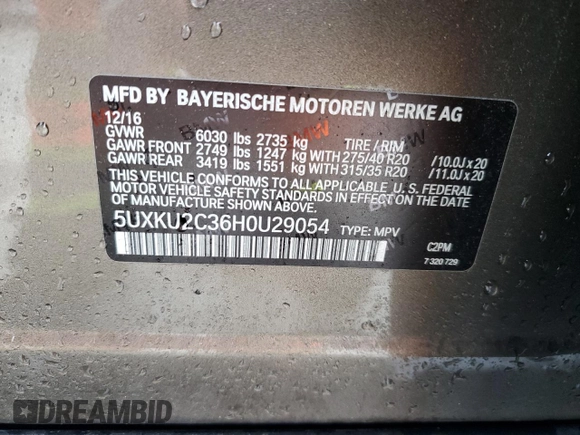 MFD BY BAYERISCHE MOTOREN WERKE AG
12/16
GVWR 6030 lbs 2735 kg TIRE / RIM
GAWR FRONT 2749 lbs 1247 kg WITH 275/40 R20 /10.0J x 20
GAWR REAR 3419 lbs 1551 kg WITH 315/35 R20 /11.0J x 20
THIS VEHICLE CONFORMS TO ALL APPLICABLE U.S. FEDERAL
MOTOR VEHICLE SAFETY STANDARDS IN EFFECT ON THE
DATE OF MANUFACTURE SHOWN ABOVE.
5UXKU2C36H0U29054 TYPE: MPV
C2PM
7 320 729
DREAMBID